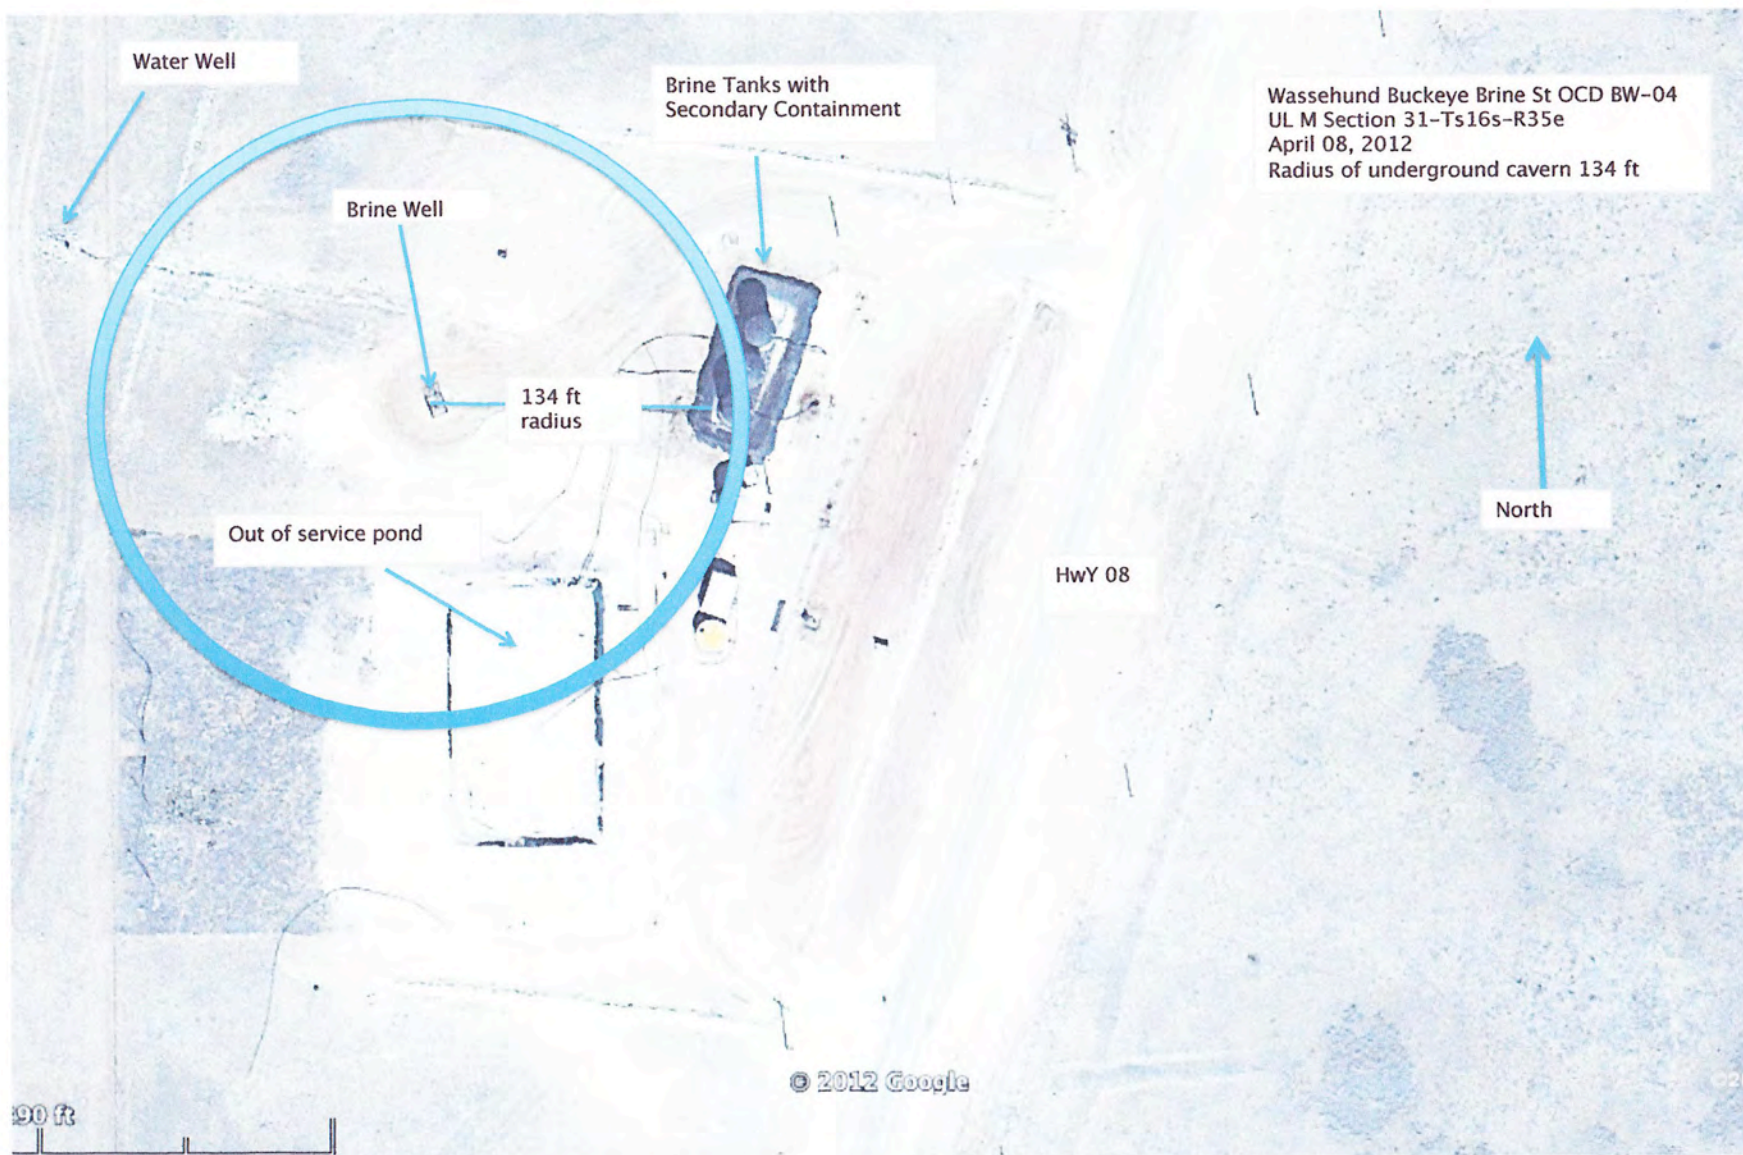 Water Well
Brine Tanks with
Secondary Containment
Wassehund Buckeye Brine St OCD BW-04
UL M Section 31-Ts16s-R35e
April 08, 2012
Radius of underground cavern 134 ft
Brine Well
134 ft
radius
North
Out of service pond
HwY 08
© 2012 Google
90 ft